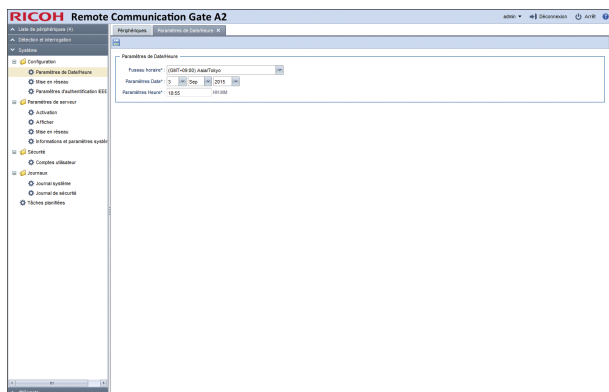 RICOH Remote Communication Gate A2
admin
Déconnexion
Arrêt
Liste de périphériques (4)
Détection et interrogation
Système
Configuration
Paramètres de Date/Heure
Mise en réseau
Paramètres d'authentification IEEE
Paramètres de serveur
Activation
Afficher
Mise en réseau
Informations et paramètres systèm
Sécurité
Comptes utilisateur
Journaux
Journal système
Journal de sécurité
Tâches planifiées
Périphériques
Paramètres de Date/Heure
Paramètres de Date/Heure
Fuseau horaire*: (GMT+09:00) Asia/Tokyo
Paramètres Date*: 3 Sep 2015
Paramètres Heure*: 18:55 HH:MM